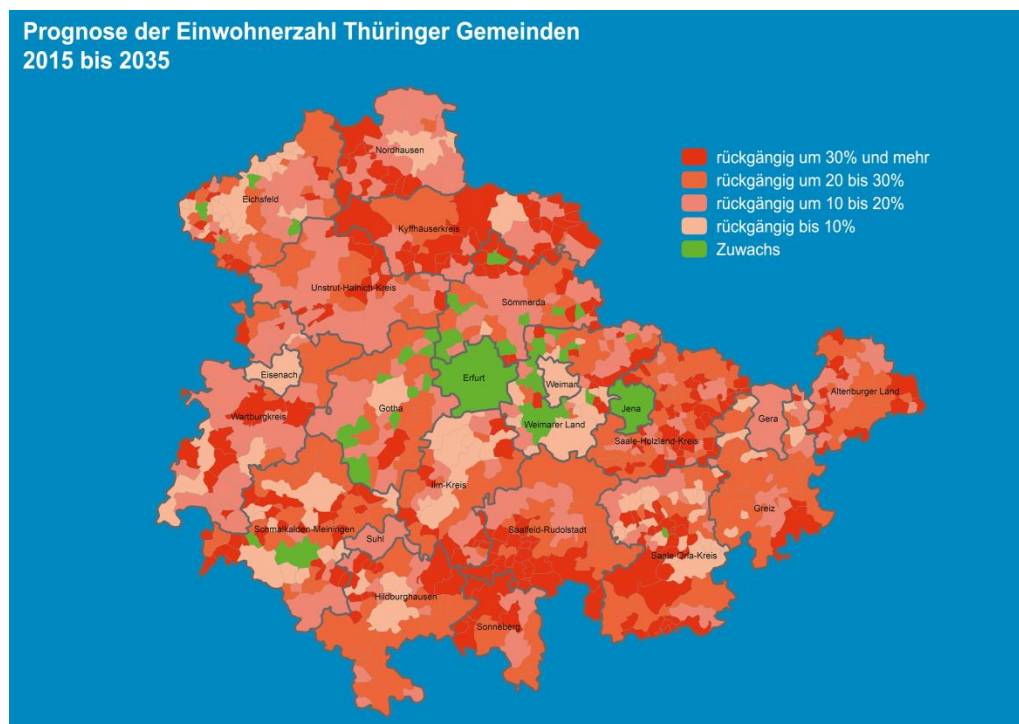 Prognose der Einwohnerzahl Thüringer Gemeinden
2015 bis 2035
rückgängig um 30% und mehr
rückgängig um 20 bis 30%
rückgängig um 10 bis 20%
rückgängig bis 10%
Zuwachs
Nordhausen
Eichsfeld
Kyffhäuserkreis
Unstrut-Hainich-Kreis
Sömmerda
Eisenach
Erfurt
Weimar
Altenburger Land
Wartburgkreis
Gotha
Jena
Gera
Weimarer Land
Saale-Holzland-Kreis
Ilm-Kreis
Greiz
Schmalkalden-Meiningen
Saalfeld-Rudolstadt
Suhl
Saale-Orla-Kreis
Hildburghausen
Sonneberg